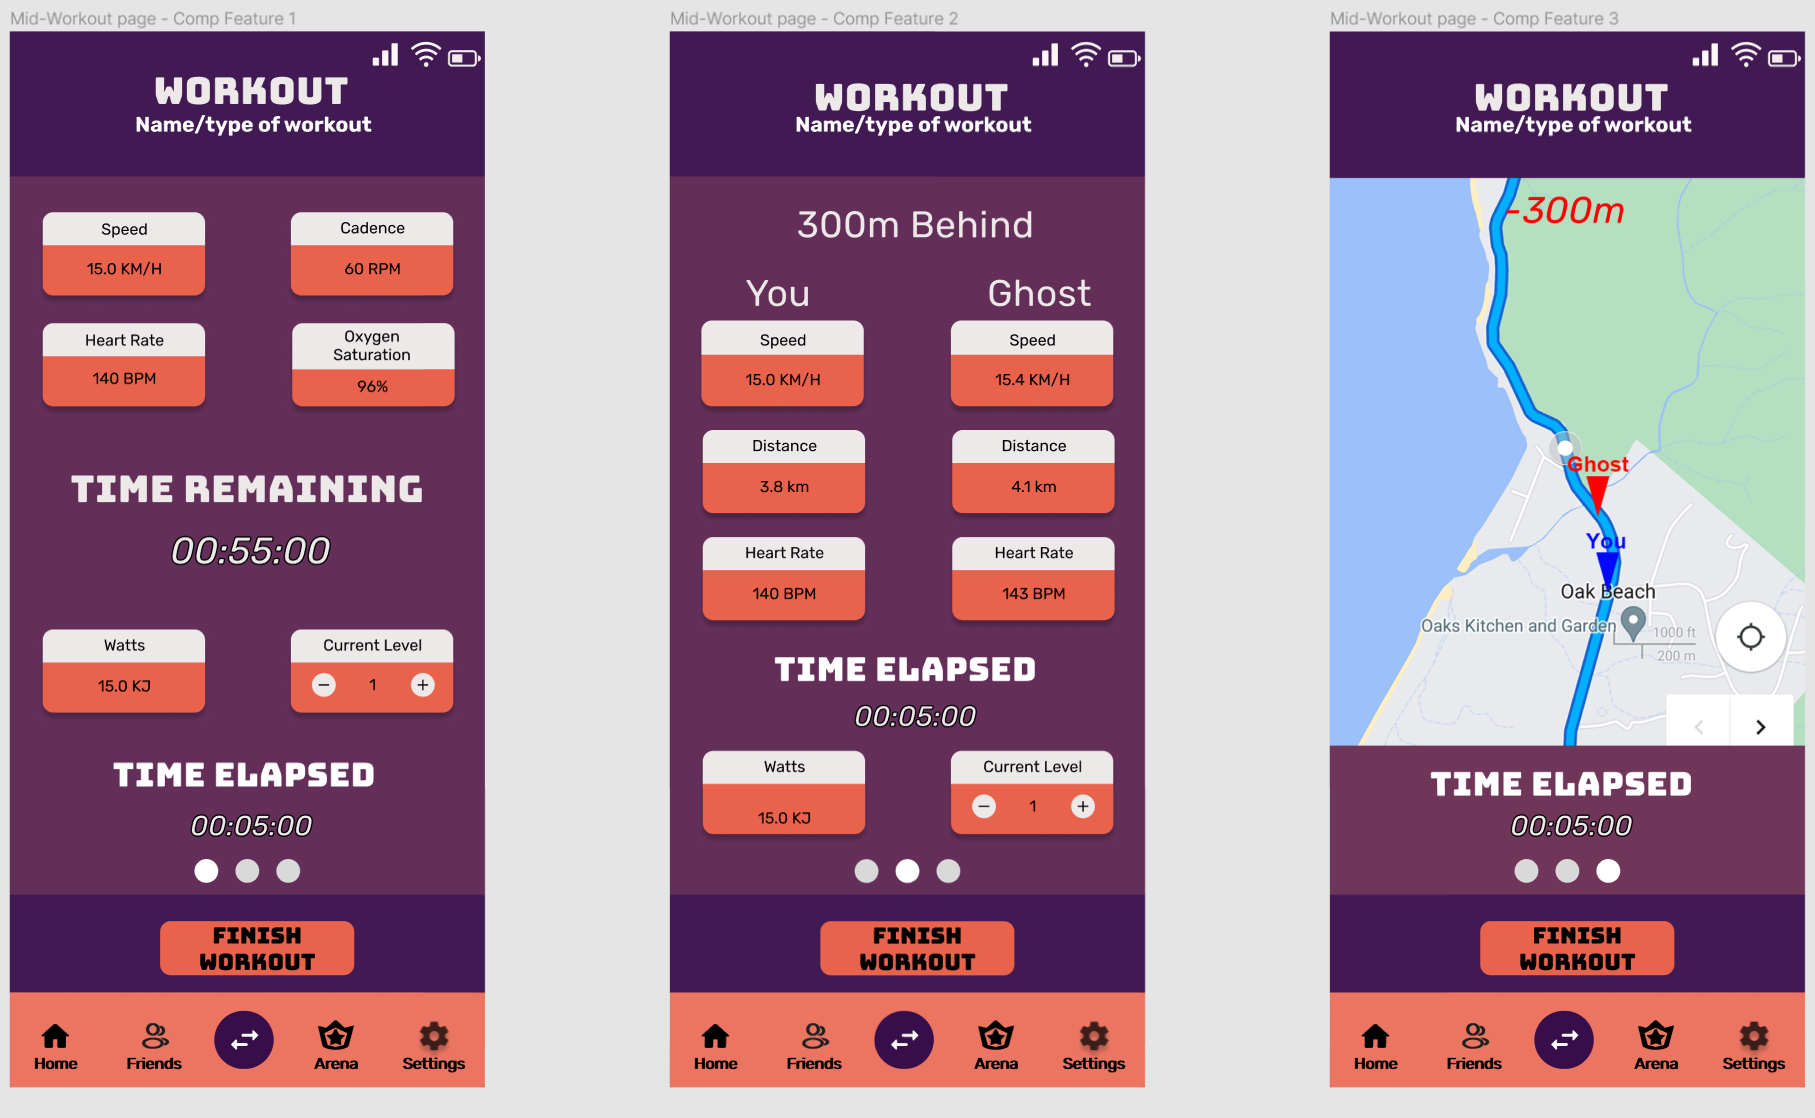 Mid-Workout page - Comp Feature 1
WORKOUT
Name/type of workout
Speed
15.0 KM/H
Cadence
60 RPM
Heart Rate
140 BPM
Oxygen
Saturation
96%
TIME REMAINING
00:55:00
Watts
15.0 KJ
Current Level
− 1 +
TIME ELAPSED
00:05:00
FINISH
WORKOUT
Home Friends Arena Settings
Mid-Workout page - Comp Feature 2
WORKOUT
Name/type of workout
300m Behind
You Ghost
Speed
15.0 KM/H
Speed
15.4 KM/H
Distance
3.8 km
Distance
4.1 km
Heart Rate
140 BPM
Heart Rate
143 BPM
TIME ELAPSED
00:05:00
Watts
15.0 KJ
Current Level
− 1 +
FINISH
WORKOUT
Home Friends Arena Settings
Mid-Workout page - Comp Feature 3
WORKOUT
Name/type of workout
-300m
Ghost
You
Oak Beach
Oaks Kitchen and Garden
1000 ft
200 m
TIME ELAPSED
00:05:00
FINISH
WORKOUT
Home Friends Arena Settings